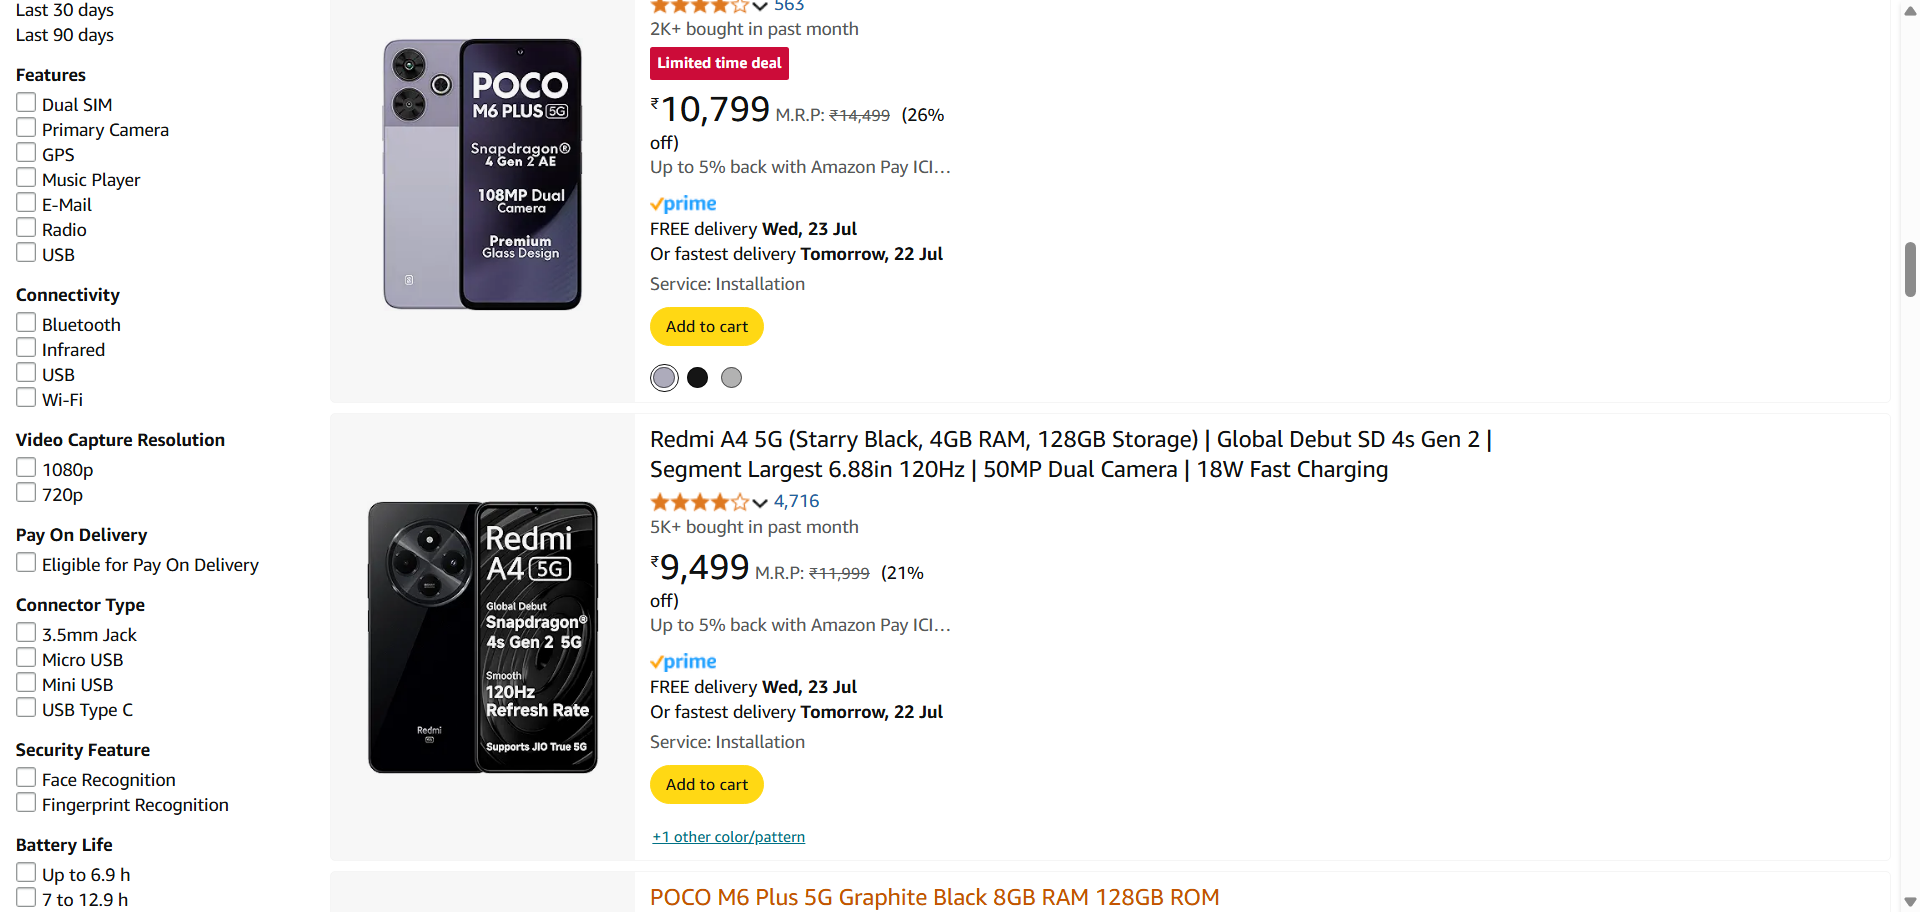 Last 30 days
Last 90 days
Features
Dual SIM
Primary Camera
GPS
Music Player
E-Mail
Radio
USB
Connectivity
Bluetooth
Infrared
USB
Wi-Fi
Video Capture Resolution
1080p
720p
Pay On Delivery
Eligible for Pay On Delivery
Connector Type
3.5mm Jack
Micro USB
Mini USB
USB Type C
Security Feature
Face Recognition
Fingerprint Recognition
Battery Life
Up to 6.9 h
7 to 12.9 h
POCO
M6 PLUS 5G
Snapdragon®
4 Gen 2 AE
108MP Dual
Camera
Premium
Glass Design
563
2K+ bought in past month
Limited time deal
₹10,799 M.R.P: ₹14,499 (26%
off)
Up to 5% back with Amazon Pay ICI…
prime
FREE delivery Wed, 23 Jul
Or fastest delivery Tomorrow, 22 Jul
Service: Installation
Add to cart
Redmi
A4 5G
Global Debut
Snapdragon®
4s Gen 2 5G
Smooth
120Hz
Refresh Rate
Supports JIO True 5G
Redmi
5G
Redmi A4 5G (Starry Black, 4GB RAM, 128GB Storage) | Global Debut SD 4s Gen 2 |
Segment Largest 6.88in 120Hz | 50MP Dual Camera | 18W Fast Charging
4,716
5K+ bought in past month
₹9,499 M.R.P: ₹11,999 (21%
off)
Up to 5% back with Amazon Pay ICI…
prime
FREE delivery Wed, 23 Jul
Or fastest delivery Tomorrow, 22 Jul
Service: Installation
Add to cart
+1 other color/pattern
POCO M6 Plus 5G Graphite Black 8GB RAM 128GB ROM